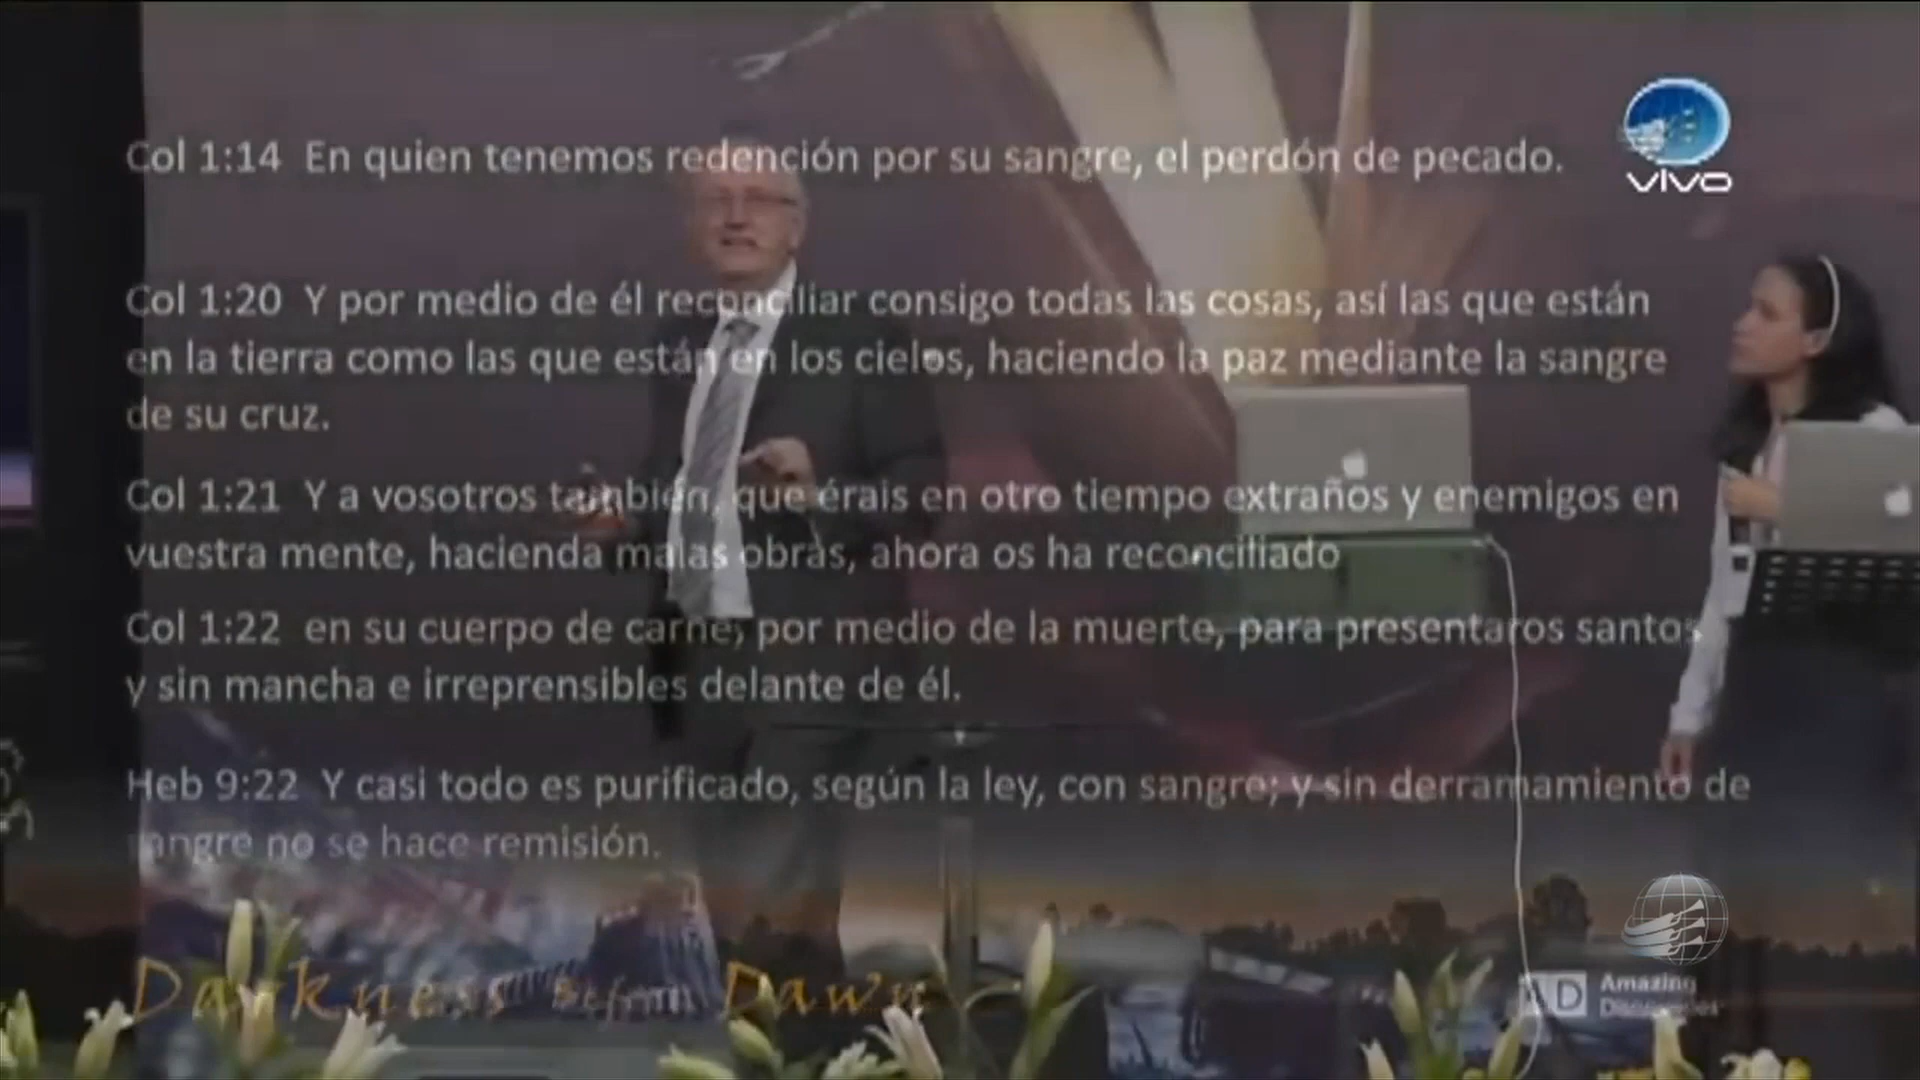 Col 1:14 En quien tenemos redención por su sangre, el perdón de pecado.
vivo
Col 1:20 Y por medio de él reconciliar consigo todas las cosas, así las que están
en la tierra como las que están en los cielos, haciendo la paz mediante la sangre
de su cruz.
Col 1:21 Y a vosotros también, que érais en otro tiempo extraños y enemigos en
vuestra mente, hacienda malas obras, ahora os ha reconciliado
Col 1:22 en su cuerpo de carne, por medio de la muerte, para presentaros santos
y sin mancha e irreprensibles delante de él.
Heb 9:22 Y casi todo es purificado, según la ley, con sangre; y sin derramamiento de
sangre no se hace remisión.
Darkness Before Dawn
AD Amazing
Discoveries